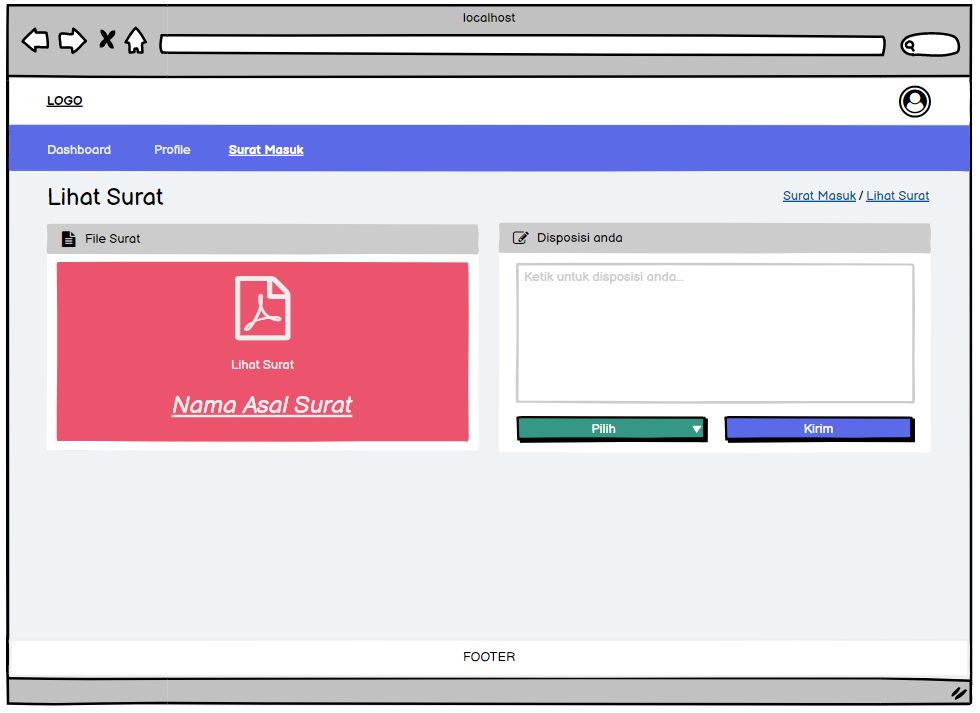 localhost
LOGO
Dashboard Profile Surat Masuk
Lihat Surat
Surat Masuk / Lihat Surat
File Surat
Lihat Surat
Nama Asal Surat
Disposisi anda
Ketik untuk disposisi anda...
Pilih
Kirim
FOOTER